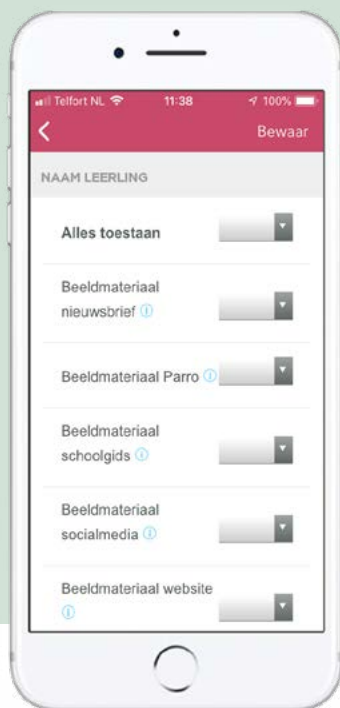 Telfort NL 11:38 100%
Bewaar
NAAM LEERLING
Alles toestaan
Beeldmateriaal
nieuwsbrief
Beeldmateriaal Parro
Beeldmateriaal
schoolgids
Beeldmateriaal
socialmedia
Beeldmateriaal website